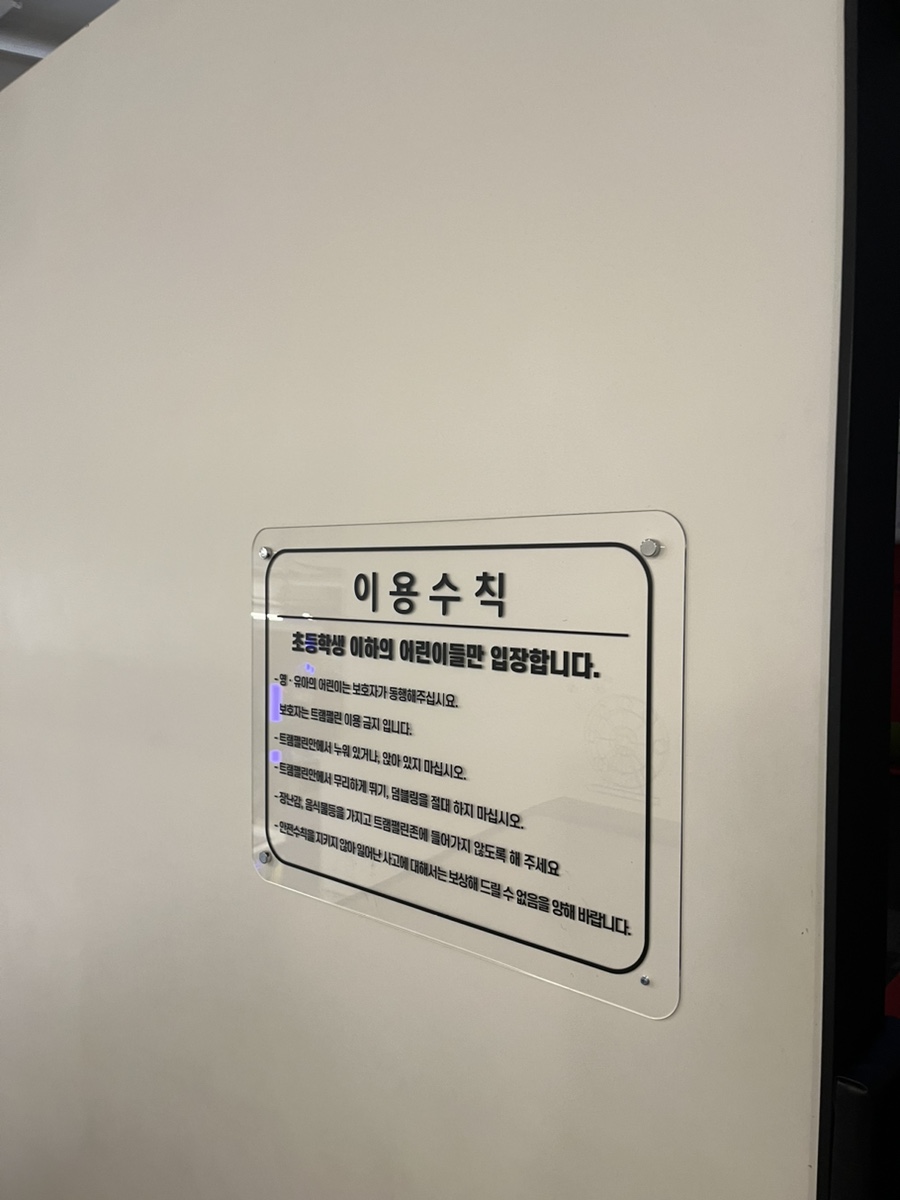 이용수칙
초등학생 이하의 어린이들만 입장합니다.
- 영·유아의 어린이는 보호자가 동행해주십시요.
보호자는 트램펠린 이용 금지 입니다.
- 트램펠린안에서 누워 있거나, 앉아 있지 마십시오.
- 트램펠린안에서 무리하게 뛰기, 덤블링을 절대 하지 마십시오.
- 장난감, 음식물등을 가지고 트램펠린존에 들어가지 않도록 해 주세요
- 안전수칙을 지키지 않아 일어난 사고에 대해서는 보상해 드릴 수 없음을 양해 바랍니다.